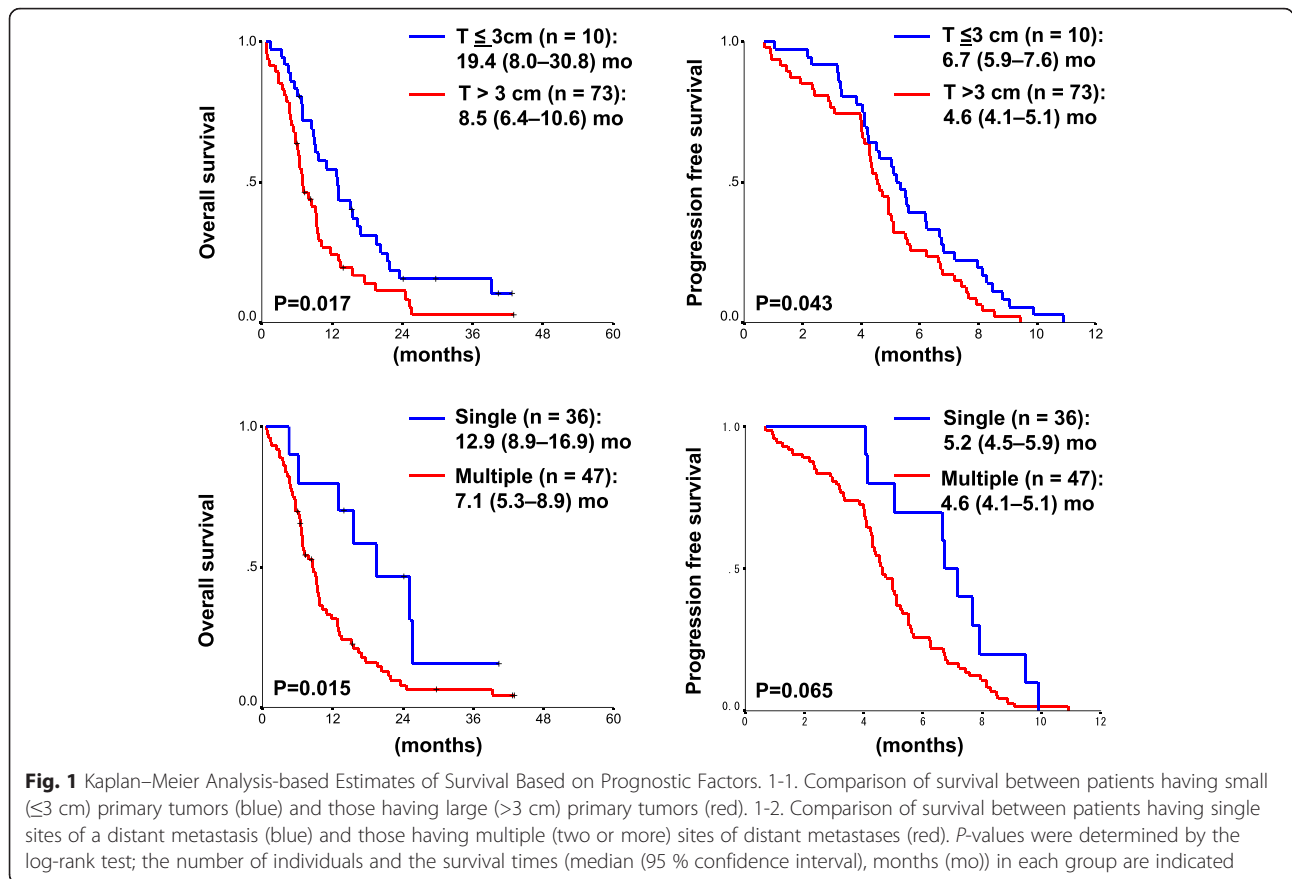 T ≤ 3cm (n = 10):
19.4 (8.0–30.8) mo
T > 3 cm (n = 73):
8.5 (6.4–10.6) mo
1.0
.5
0.0
Overall survival
P=0.017
0 12 24 36 48 60
(months)
T ≤3 cm (n = 10):
6.7 (5.9–7.6) mo
T >3 cm (n = 73):
4.6 (4.1–5.1) mo
1.0
.5
0.0
Progression free survival
P=0.043
0 2 4 6 8 10 12
(months)
Single (n = 36):
12.9 (8.9–16.9) mo
Multiple (n = 47):
7.1 (5.3–8.9) mo
1.0
.5
0.0
Overall survival
P=0.015
0 12 24 36 48 60
(months)
Single (n = 36):
5.2 (4.5–5.9) mo
Multiple (n = 47):
4.6 (4.1–5.1) mo
1.0
.5
0.0
Progression free survival
P=0.065
0 2 4 6 8 10 12
(months)
Fig. 1 Kaplan–Meier Analysis-based Estimates of Survival Based on Prognostic Factors. 1-1. Comparison of survival between patients having small
(≤3 cm) primary tumors (blue) and those having large (>3 cm) primary tumors (red). 1-2. Comparison of survival between patients having single
sites of a distant metastasis (blue) and those having multiple (two or more) sites of distant metastases (red). P-values were determined by the
log-rank test; the number of individuals and the survival times (median (95 % confidence interval), months (mo)) in each group are indicated